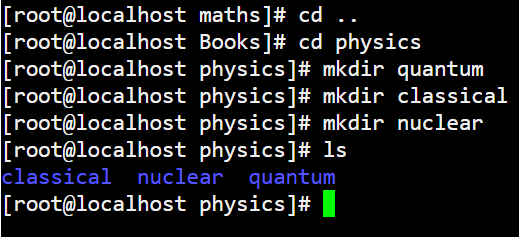 [root@localhost maths]# cd ..
[root@localhost Books]# cd physics
[root@localhost physics]# mkdir quantum
[root@localhost physics]# mkdir classical
[root@localhost physics]# mkdir nuclear
[root@localhost physics]# ls
classical  nuclear  quantum
[root@localhost physics]#